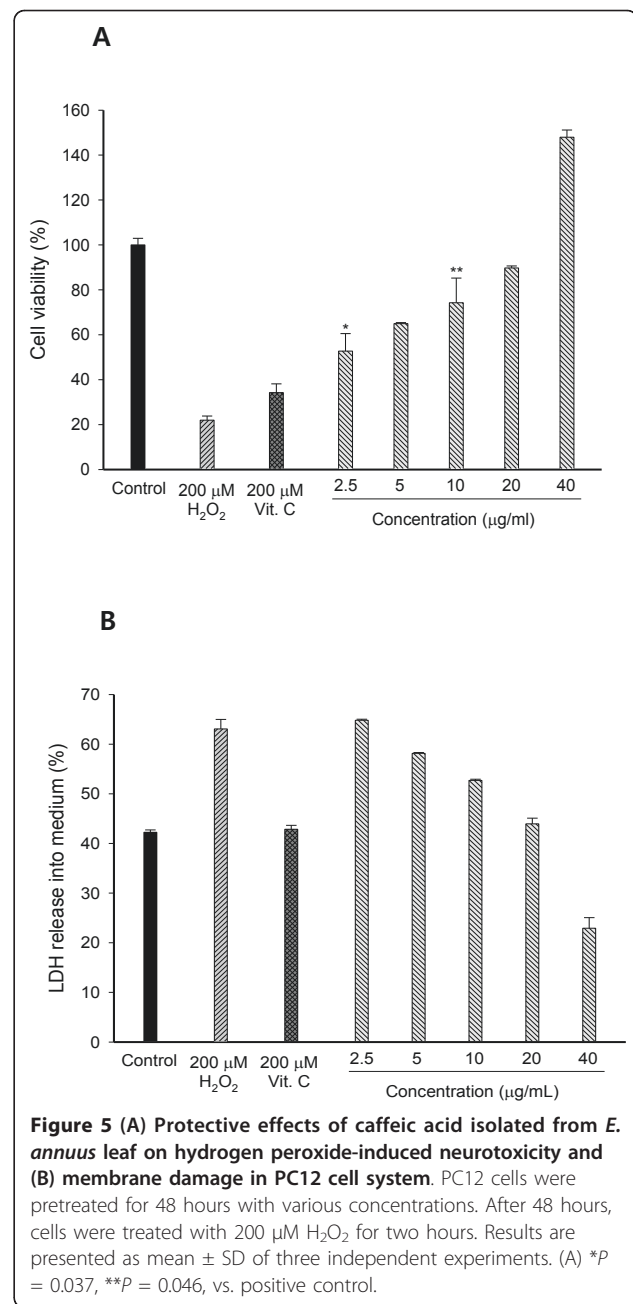 A
160
140
120
100
80
60
40
20
0
Cell viability (%)
*
**
Control
200 μM
H₂O₂
200 μM
Vit. C
2.5 5 10 20 40
Concentration (μg/ml)
B
70
60
50
40
30
20
10
0
LDH release into medium (%)
Control
200 μM
H₂O₂
200 μM
Vit. C
2.5 5 10 20 40
Concentration (μg/mL)
Figure 5 (A) Protective effects of caffeic acid isolated from E.
annuus leaf on hydrogen peroxide-induced neurotoxicity and
(B) membrane damage in PC12 cell system. PC12 cells were
pretreated for 48 hours with various concentrations. After 48 hours,
cells were treated with 200 μM H₂O₂ for two hours. Results are
presented as mean ± SD of three independent experiments. (A) *P
= 0.037, **P = 0.046, vs. positive control.